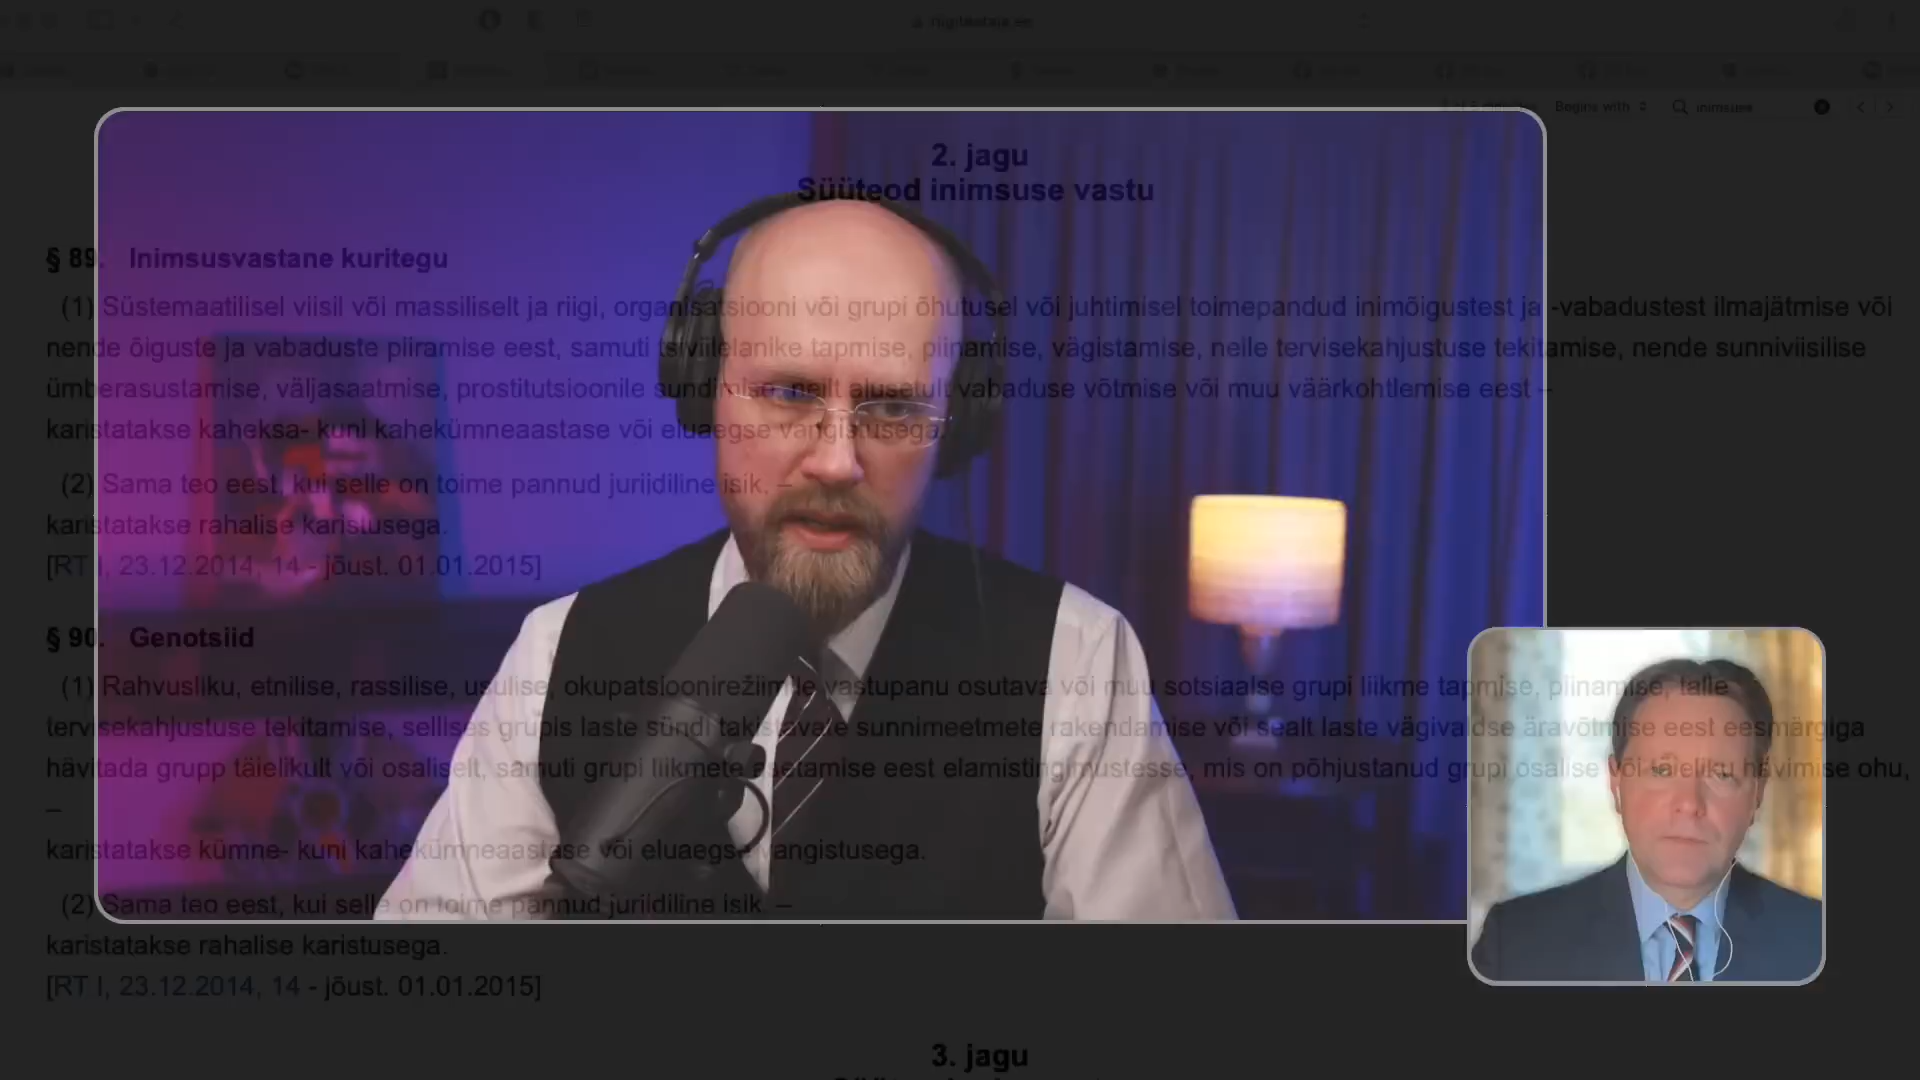 riigiteataja.ee
Begins with
inimsuse
2. jagu
Süüteod inimsuse vastu
§ 89. Inimsusvastane kuritegu
(1) Süstemaatilisel viisil või massiliselt ja riigi, organisatsiooni või grupi õhutusel või juhtimisel toimepandud inimõigustest ja -vabadustest ilmajätmise või
nende õiguste ja vabaduste piiramise eest, samuti tsiviilelanike tapmise, piinamise, vägistamise, neile tervisekahjustuse tekitamise, nende sunniviisilise
ümberasustamise, väljasaatmise, prostitutsioonile sundimise, neilt alusetult vabaduse võtmise või muu väärkohtlemise eest –
karistatakse kaheksa- kuni kahekümneaastase või eluaegse vangistusega.
(2) Sama teo eest, kui selle on toime pannud juriidiline isik, –
karistatakse rahalise karistusega.
[RT I, 23.12.2014, 14 - jõust. 01.01.2015]
§ 90. Genotsiid
(1) Rahvusliku, etnilise, rassilise, usulise, okupatsioonirežiimile vastupanu osutava või muu sotsiaalse grupi liikme tapmise, piinamise, talle
tervisekahjustuse tekitamise, sellises grupis laste sündi takistavate sunnimeetmete rakendamise või sealt laste vägivaldse äravõtmise eest eesmärgiga
hävitada grupp täielikult või osaliselt, samuti grupi liikmete asetamise eest elamistingimustesse, mis on põhjustanud grupi osalise või täieliku hävimise ohu,
–
karistatakse kümne- kuni kahekümneaastase või eluaegse vangistusega.
(2) Sama teo eest, kui selle on toime pannud juriidiline isik, –
karistatakse rahalise karistusega.
[RT I, 23.12.2014, 14 - jõust. 01.01.2015]
3. jagu